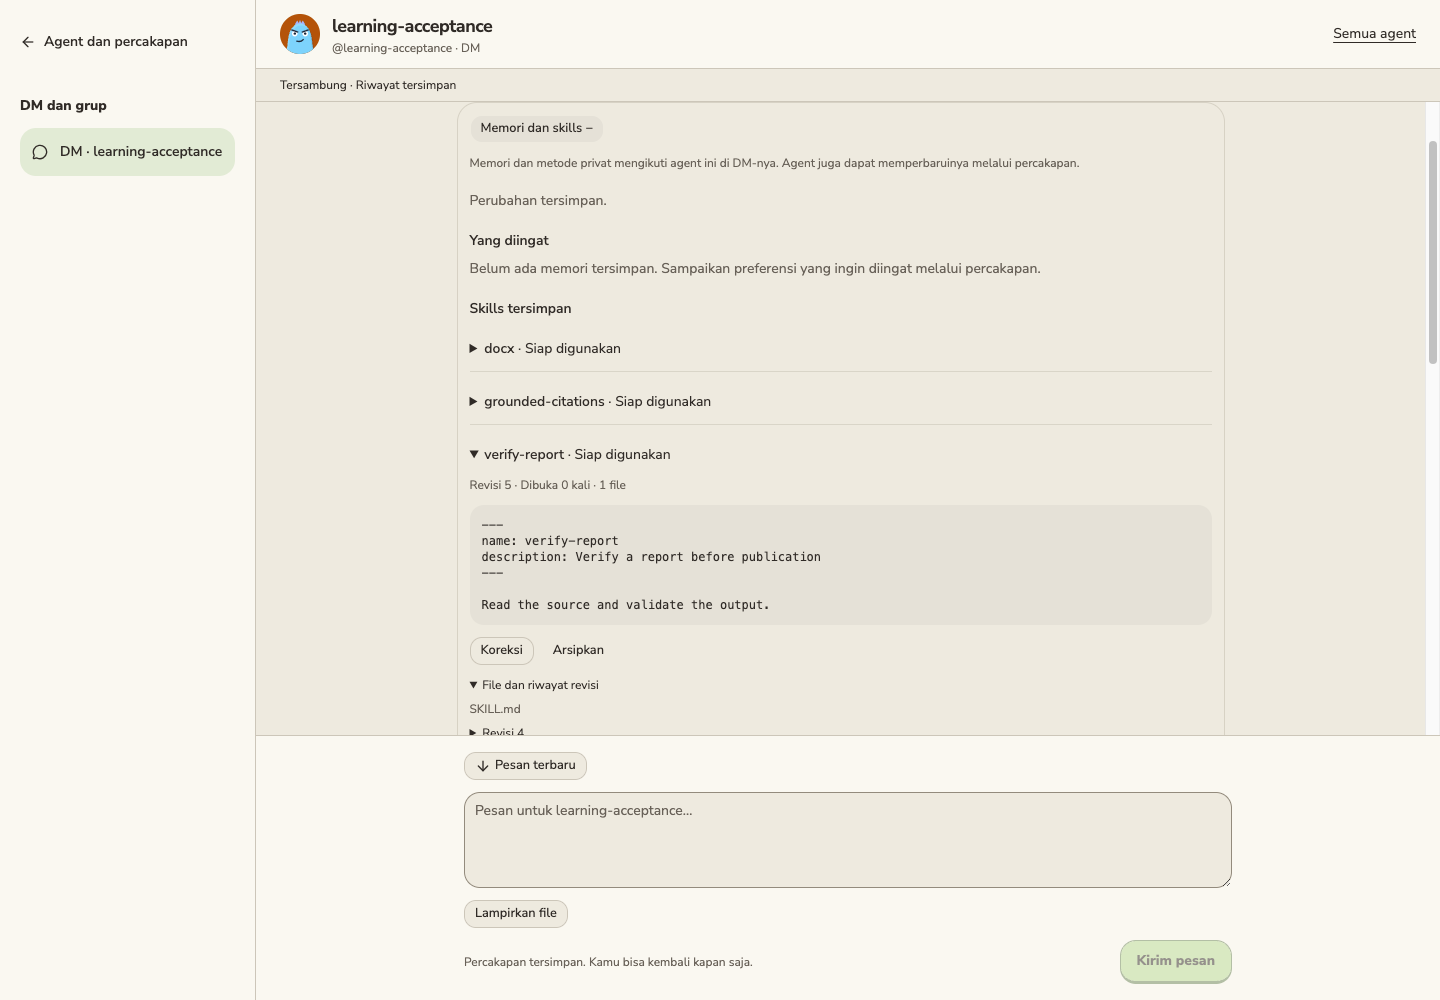 Agent dan percakapan
DM dan grup
DM · learning-acceptance
learning-acceptance
@learning-acceptance · DM
Semua agent
Tersambung · Riwayat tersimpan
Memori dan skills −
Memori dan metode privat mengikuti agent ini di DM-nya. Agent juga dapat memperbaruinya melalui percakapan.
Perubahan tersimpan.
Yang diingat
Belum ada memori tersimpan. Sampaikan preferensi yang ingin diingat melalui percakapan.
Skills tersimpan
docx · Siap digunakan
grounded-citations · Siap digunakan
verify-report · Siap digunakan
Revisi 5 · Dibuka 0 kali · 1 file
---
name: verify-report
description: Verify a report before publication
---
Read the source and validate the output.
Koreksi
Arsipkan
File dan riwayat revisi
SKILL.md
Revisi 4
Pesan terbaru
Pesan untuk learning-acceptance...
Lampirkan file
Percakapan tersimpan. Kamu bisa kembali kapan saja.
Kirim pesan